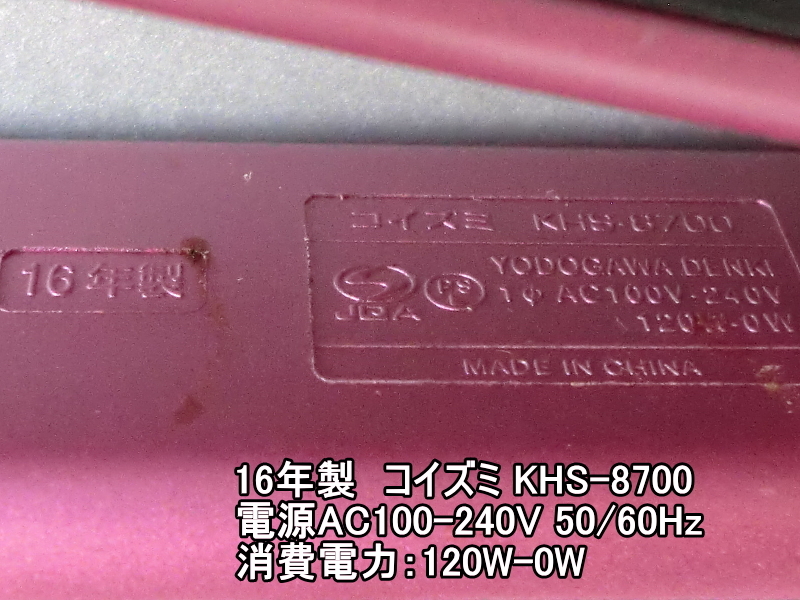 16年製
コイズミ KHS-8700
JQA
PSE
YODOGAWA DENKI
1φ AC100V-240V
120W-0W
MADE IN CHINA
16年製 コイズミ KHS-8700
電源AC100-240V 50/60Hz
消費電力:120W-0W